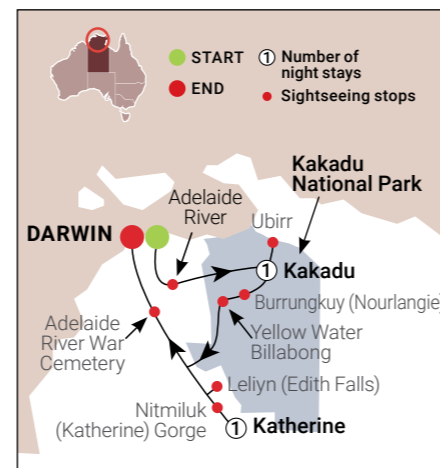 START
END
1 Number of
night stays
Sightseeing stops
Kakadu
National Park
Adelaide
River
Ubirr
DARWIN
1 Kakadu
Burrungkuy (Nourlangie)
Adelaide
River War
Cemetery
Yellow Water
Billabong
Leliyn (Edith Falls)
Nitmiluk
(Katherine) Gorge
1 Katherine